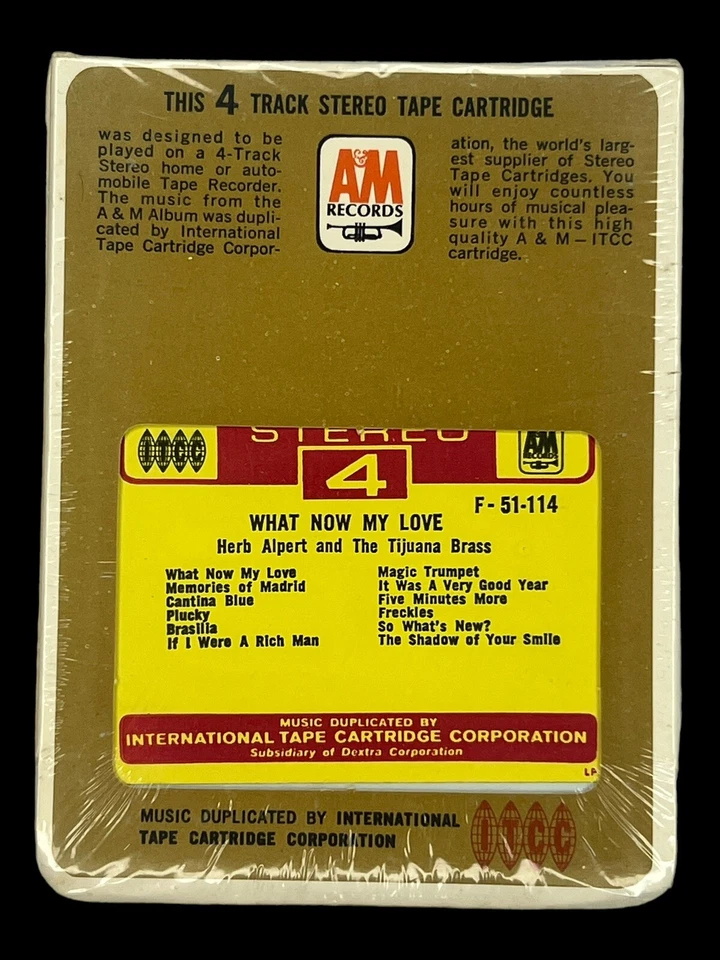 THIS 4 TRACK STEREO TAPE CARTRIDGE
was designed to be
played on a 4-Track
Stereo home or auto-
mobile Tape Recorder.
The music from the
A & M Album was dupli-
cated by International
Tape Cartridge Corpor-
A&M
RECORDS
ation, the world's larg-
est supplier of Stereo
Tape Cartridges. You
will enjoy countless
hours of musical plea-
sure with this high
quality A & M – ITCC
cartridge.
ITCC
STEREO
4
A&M
RECORDS
F-51-114
WHAT NOW MY LOVE
Herb Alpert and The Tijuana Brass
What Now My Love
Memories of Madrid
Cantina Blue
Plucky
Brasilia
If I Were A Rich Man
Magic Trumpet
It Was A Very Good Year
Five Minutes More
Freckles
So What's New?
The Shadow of Your Smile
MUSIC DUPLICATED BY
INTERNATIONAL TAPE CARTRIDGE CORPORATION
Subsidiary of Dextra Corporation
LP
MUSIC DUPLICATED BY INTERNATIONAL
TAPE CARTRIDGE CORPORATION
ITCC